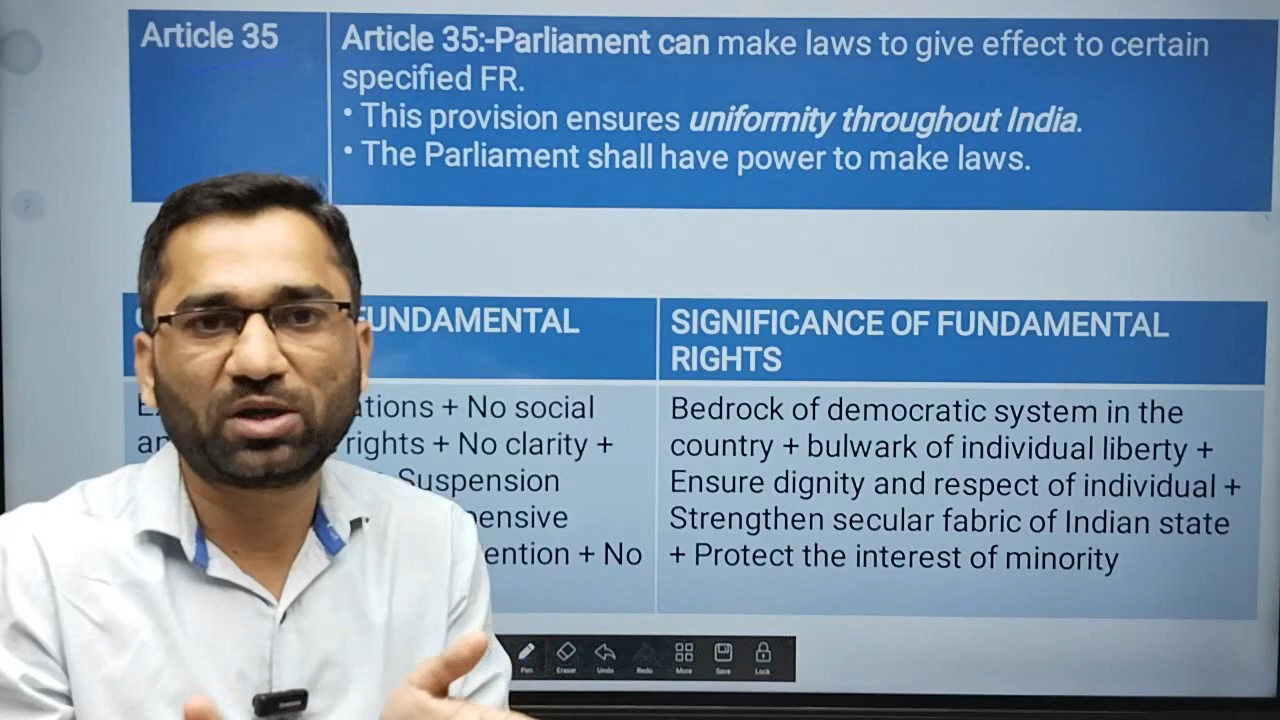 Article 35
Article 35:-Parliament can make laws to give effect to certain
specified FR.
• This provision ensures uniformity throughout India.
• The Parliament shall have power to make laws.
FUNDAMENTAL
SIGNIFICANCE OF FUNDAMENTAL
RIGHTS
+ No social
rights + No clarity +
Suspension
+ No
Bedrock of democratic system in the
country + bulwark of individual liberty +
Ensure dignity and respect of individual +
Strengthen secular fabric of Indian state
+ Protect the interest of minority
Pen Eraser Undo Redo More Save Lock